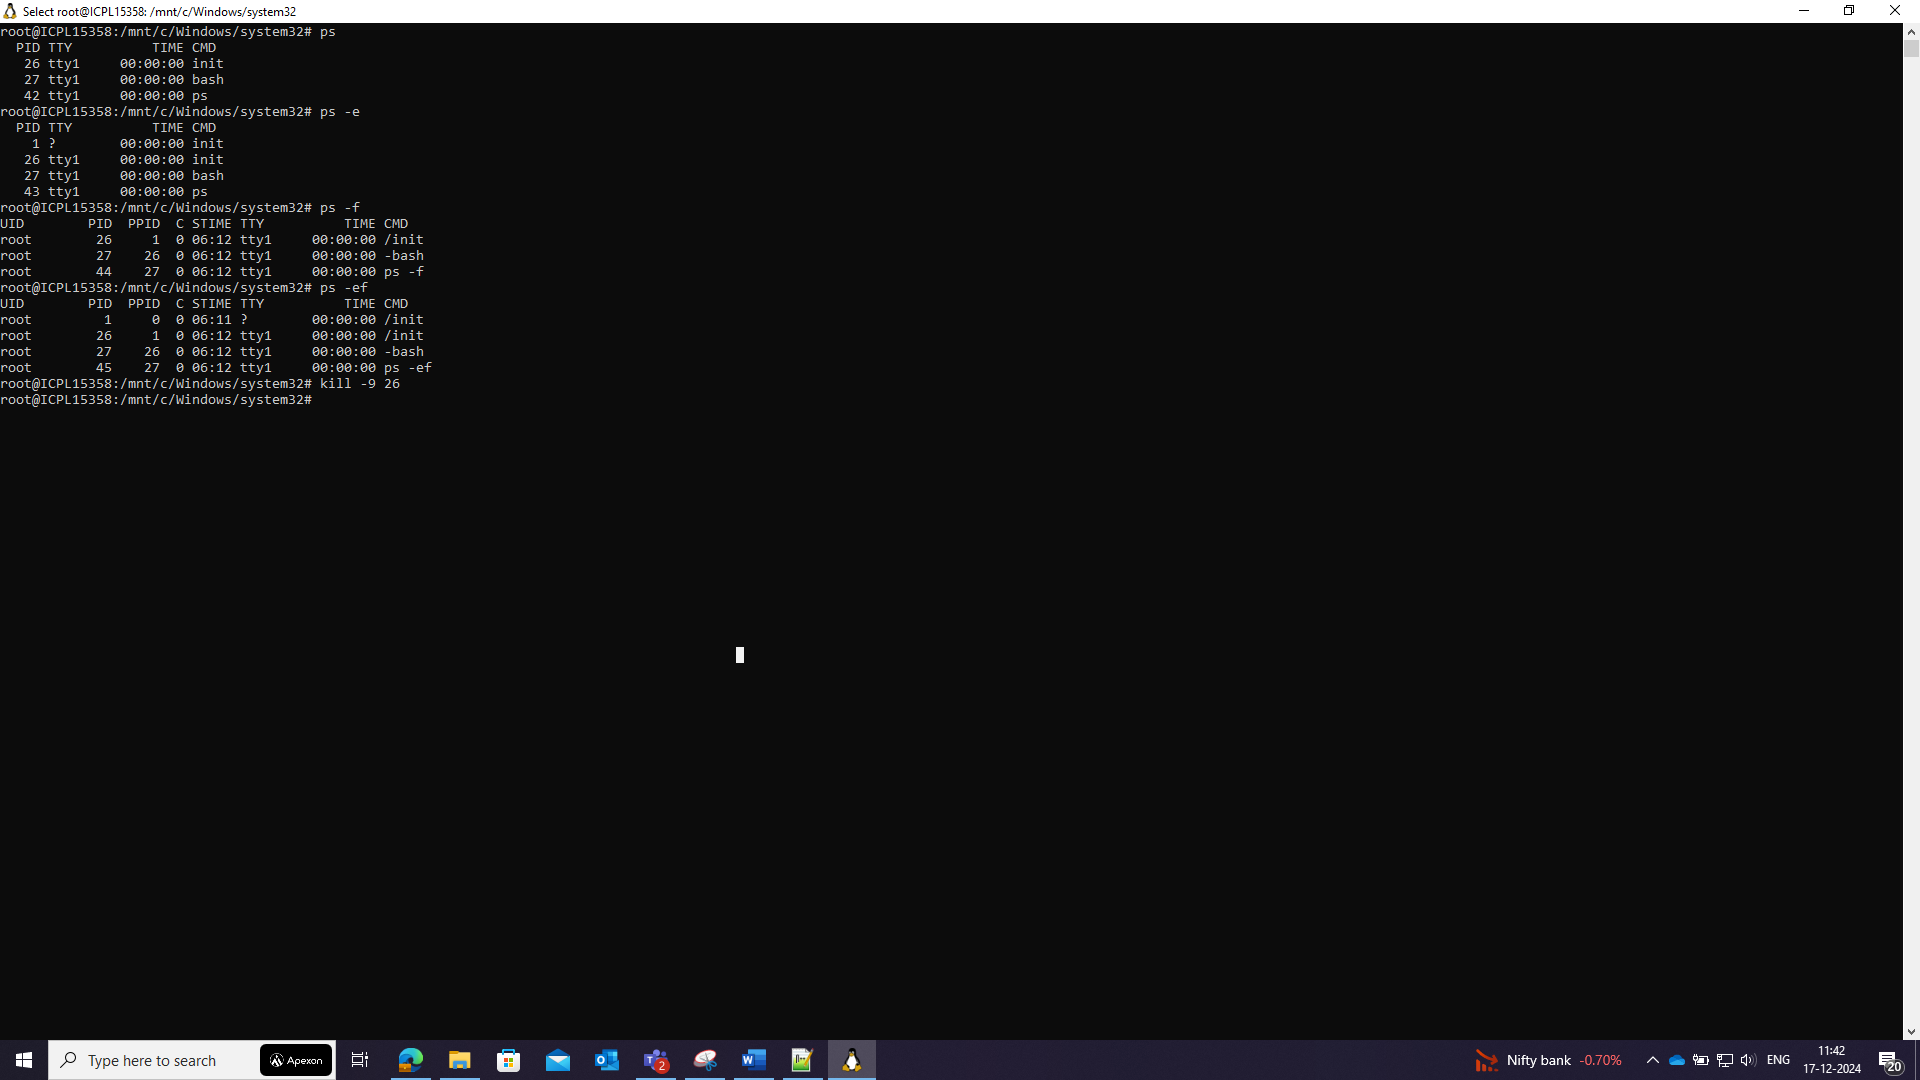 Select root@ICPL15358: /mnt/c/Windows/system32
root@ICPL15358:/mnt/c/Windows/system32# ps
  PID TTY          TIME CMD
   26 tty1     00:00:00 init
   27 tty1     00:00:00 bash
   42 tty1     00:00:00 ps
root@ICPL15358:/mnt/c/Windows/system32# ps -e
  PID TTY          TIME CMD
    1 ?        00:00:00 init
   26 tty1     00:00:00 init
   27 tty1     00:00:00 bash
   43 tty1     00:00:00 ps
root@ICPL15358:/mnt/c/Windows/system32# ps -f
UID        PID  PPID  C STIME TTY          TIME CMD
root        26     1  0 06:12 tty1     00:00:00 /init
root        27    26  0 06:12 tty1     00:00:00 -bash
root        44    27  0 06:12 tty1     00:00:00 ps -f
root@ICPL15358:/mnt/c/Windows/system32# ps -ef
UID        PID  PPID  C STIME TTY          TIME CMD
root         1     0  0 06:11 ?        00:00:00 /init
root        26     1  0 06:12 tty1     00:00:00 /init
root        27    26  0 06:12 tty1     00:00:00 -bash
root        45    27  0 06:12 tty1     00:00:00 ps -ef
root@ICPL15358:/mnt/c/Windows/system32# kill -9 26
root@ICPL15358:/mnt/c/Windows/system32#
Type here to search
Apexon
2
Nifty bank -0.70%
ENG
11:42
17-12-2024
20